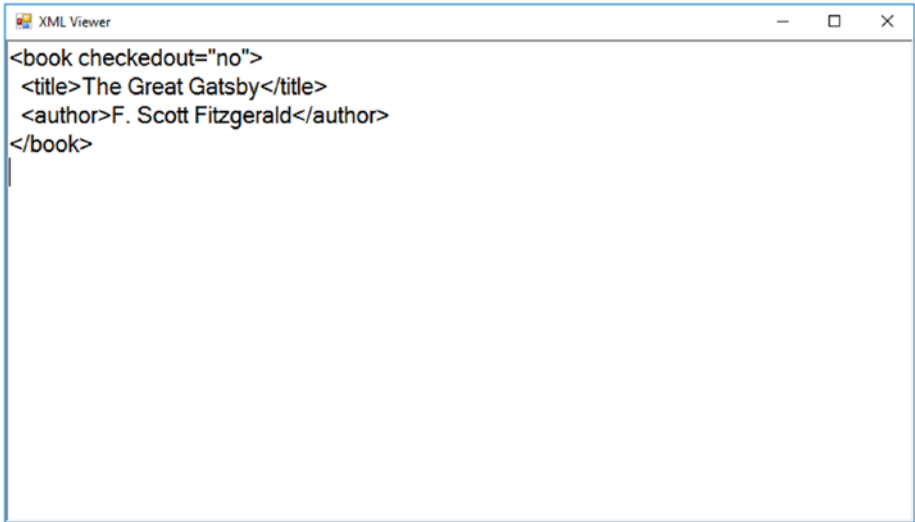 XML Viewer
<book checkedout="no">
  <title>The Great Gatsby</title>
  <author>F. Scott Fitzgerald</author>
</book>